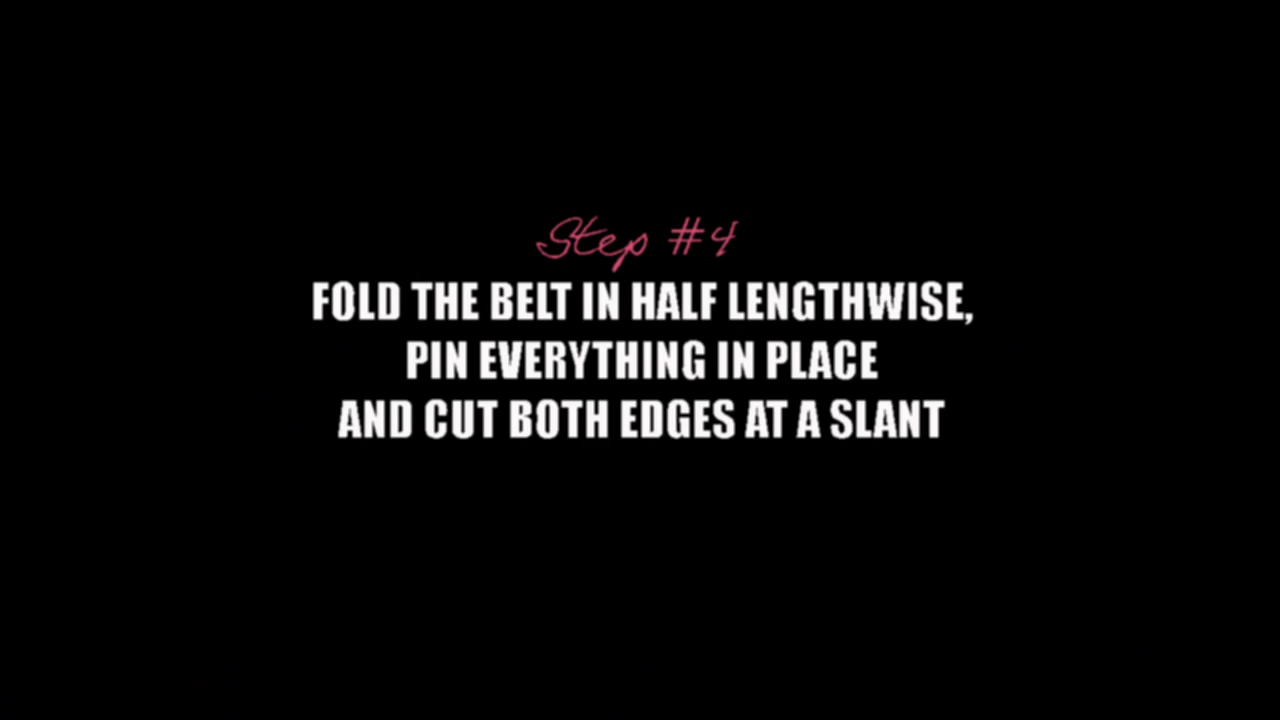 Step #4
FOLD THE BELT IN HALF LENGTHWISE,
PIN EVERYTHING IN PLACE
AND CUT BOTH EDGES AT A SLANT